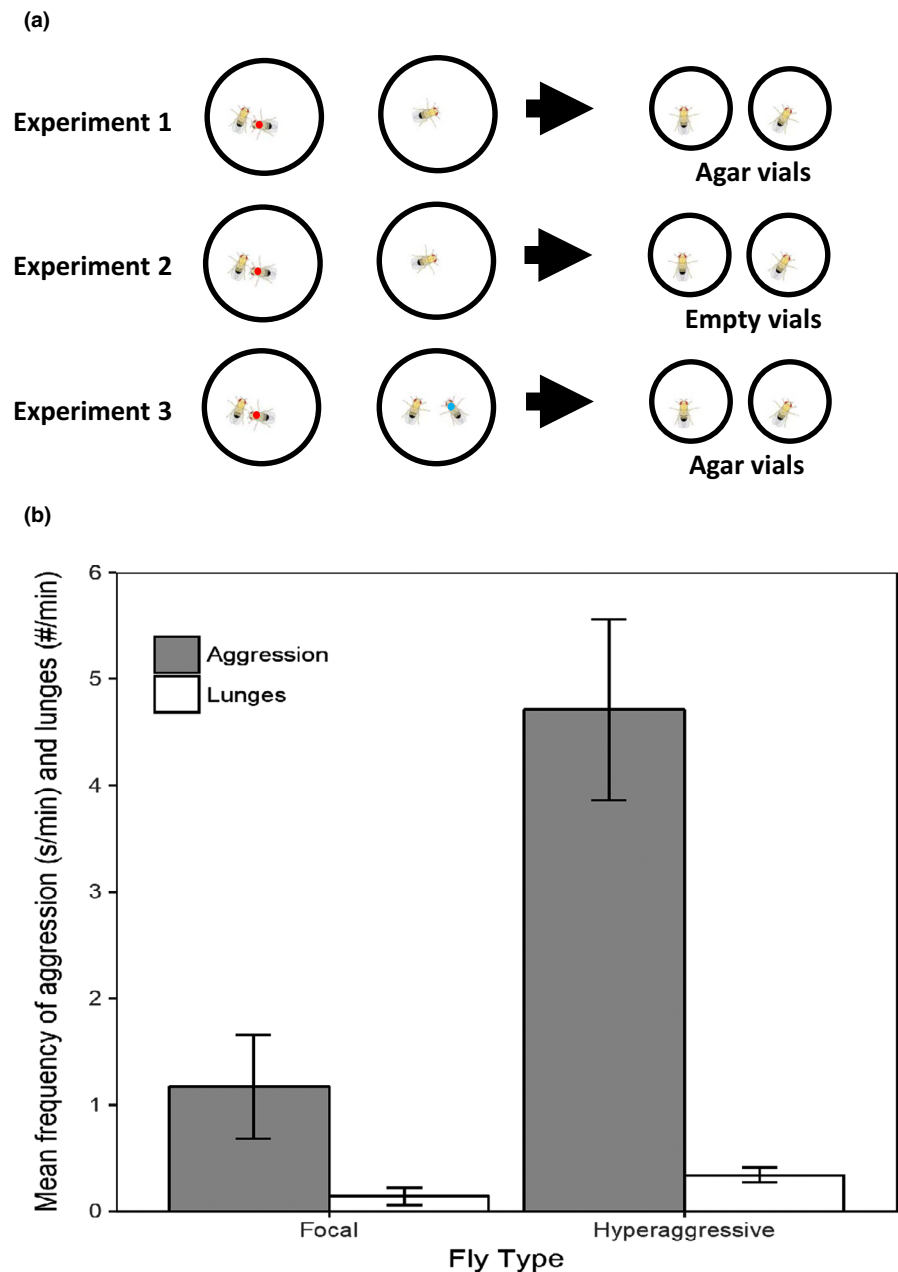 (a)
Experiment 1
Agar vials
Experiment 2
Empty vials
Experiment 3
Agar vials
(b)
Mean frequency of aggression (s/min) and lunges (#/min)
6
5
4
3
2
1
0
Aggression
Lunges
Focal
Hyperaggressive
Fly Type